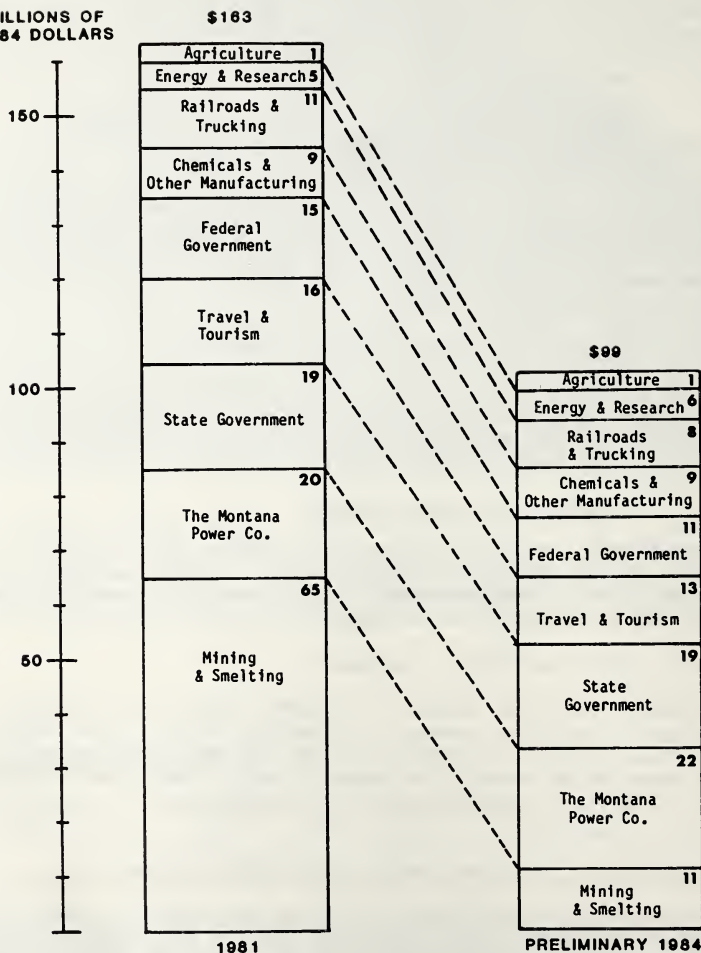 ILLIONS OF
84 DOLLARS
$163
Agriculture 1
Energy & Research 5
Railroads & 11
Trucking
Chemicals & 9
Other Manufacturing
15
Federal
Government
16
Travel &
Tourism
19
State Government
20
The Montana
Power Co.
65
Mining
& Smelting
1981
150
100
50
$99
Agriculture 1
Energy & Research 6
Railroads 8
& Trucking
Chemicals & 9
Other Manufacturing
11
Federal Government
13
Travel & Tourism
19
State
Government
22
The Montana
Power Co.
11
Mining
& Smelting
PRELIMINARY 1984